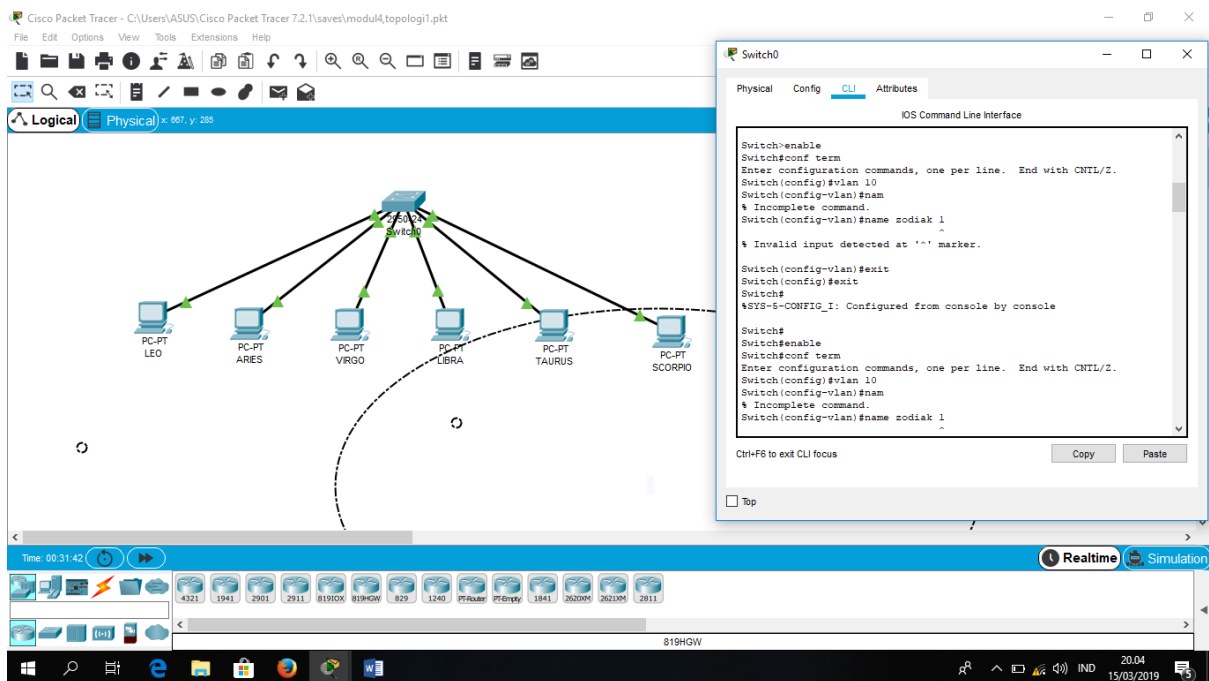 Cisco Packet Tracer - C:\Users\ASUS\Cisco Packet Tracer 7.2.1\saves\modul4,topologi1.pkt
File Edit Options View Tools Extensions Help
Logical
Physical
x: 667, y: 285
2950-24
Switch0
PC-PT
LEO
PC-PT
ARIES
PC-PT
VIRGO
PC-PT
LIBRA
PC-PT
TAURUS
PC-PT
SCORPIO
Switch0
Physical Config CLI Attributes
IOS Command Line Interface
Switch>enable
Switch#conf term
Enter configuration commands, one per line. End with CNTL/Z.
Switch(config)#vlan 10
Switch(config-vlan)#nam
% Incomplete command.
Switch(config-vlan)#name zodiak 1
^
% Invalid input detected at '^' marker.
Switch(config-vlan)#exit
Switch(config)#exit
Switch#
%SYS-5-CONFIG_I: Configured from console by console
Switch#
Switch#enable
Switch#conf term
Enter configuration commands, one per line. End with CNTL/Z.
Switch(config)#vlan 10
Switch(config-vlan)#nam
% Incomplete command.
Switch(config-vlan)#name zodiak 1
^
Ctrl+F6 to exit CLI focus
Copy
Paste
Top
Time: 00:31:42
Realtime
Simulation
4321 1941 2901 2911 819IOX 819HGW 829 1240 PT-Router PT-Empty 1841 2620XM 2621XM 2811
819HGW
IND
20.04
15/03/2019
5